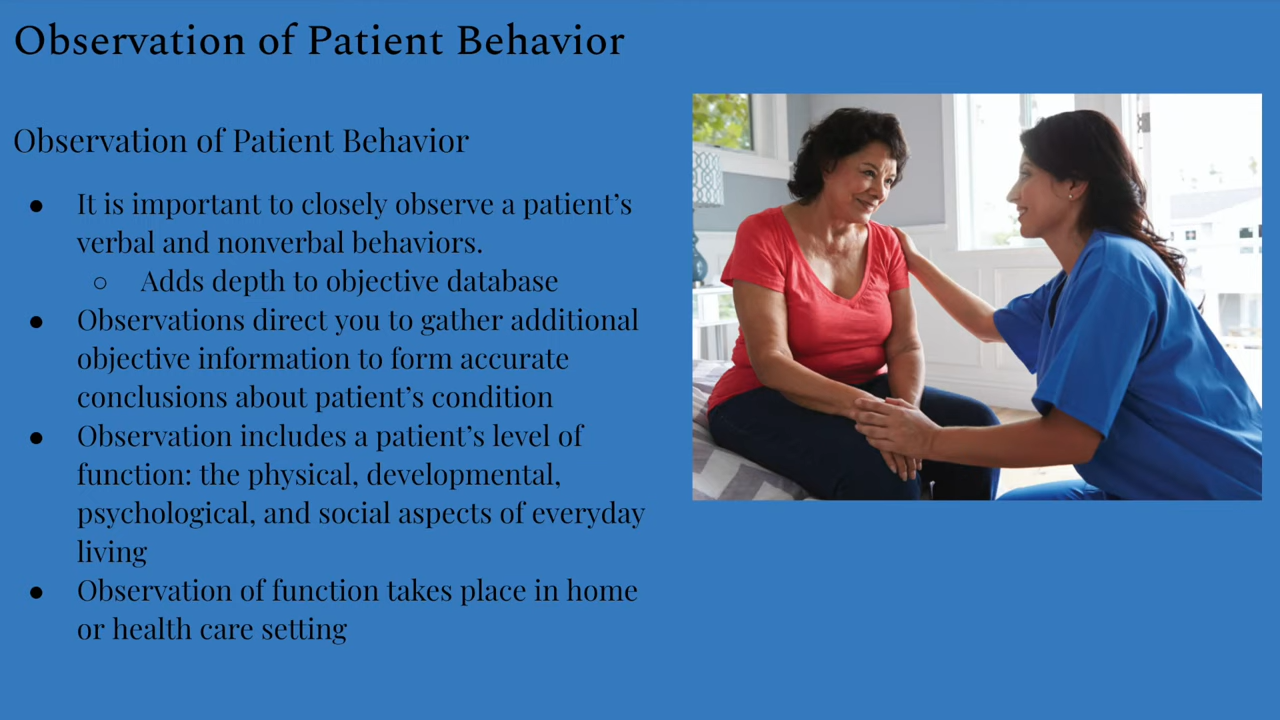 Observation of Patient Behavior
Observation of Patient Behavior
● It is important to closely observe a patient’s
verbal and nonverbal behaviors.
○ Adds depth to objective database
● Observations direct you to gather additional
objective information to form accurate
conclusions about patient’s condition
● Observation includes a patient’s level of
function: the physical, developmental,
psychological, and social aspects of everyday
living
● Observation of function takes place in home
or health care setting